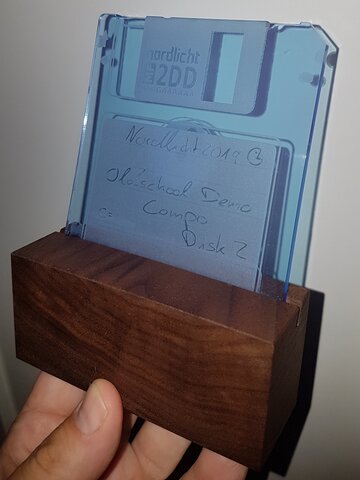 nordlicht
2DD
Nordlicht 2019
Oldschool Demo
Compo
Disk 2